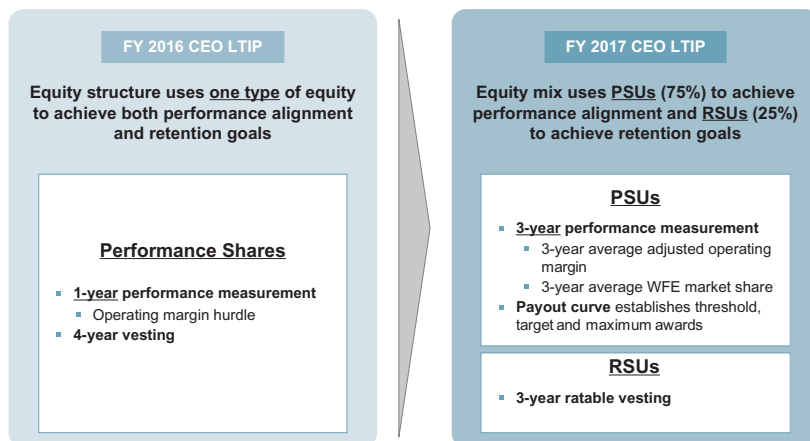 FY 2016 CEO LTIP
Equity structure uses one type of equity
to achieve both performance alignment
and retention goals
Performance Shares
1-year performance measurement
Operating margin hurdle
4-year vesting
FY 2017 CEO LTIP
Equity mix uses PSUs (75%) to achieve
performance alignment and RSUs (25%)
to achieve retention goals
PSUs
3-year performance measurement
3-year average adjusted operating
margin
3-year average WFE market share
Payout curve establishes threshold,
target and maximum awards
RSUs
3-year ratable vesting